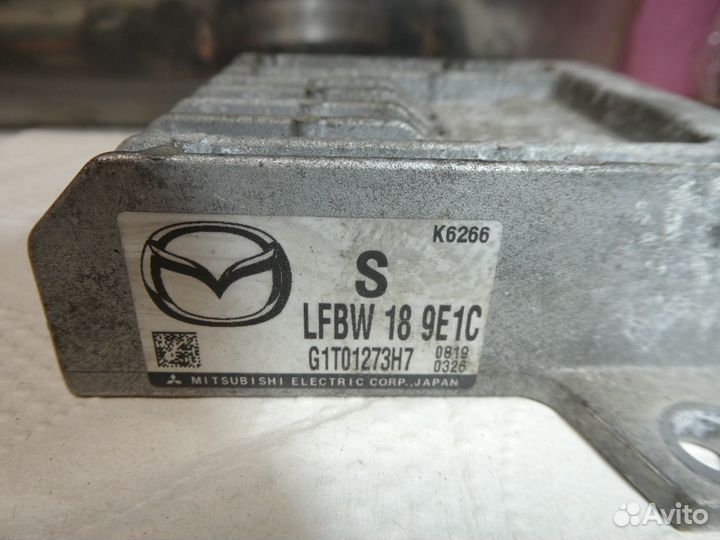 K6266
S
LFBW 18 9E1C
G1T01273H7 0819
0326
MITSUBISHI ELECTRIC CORP.,JAPAN
Avito